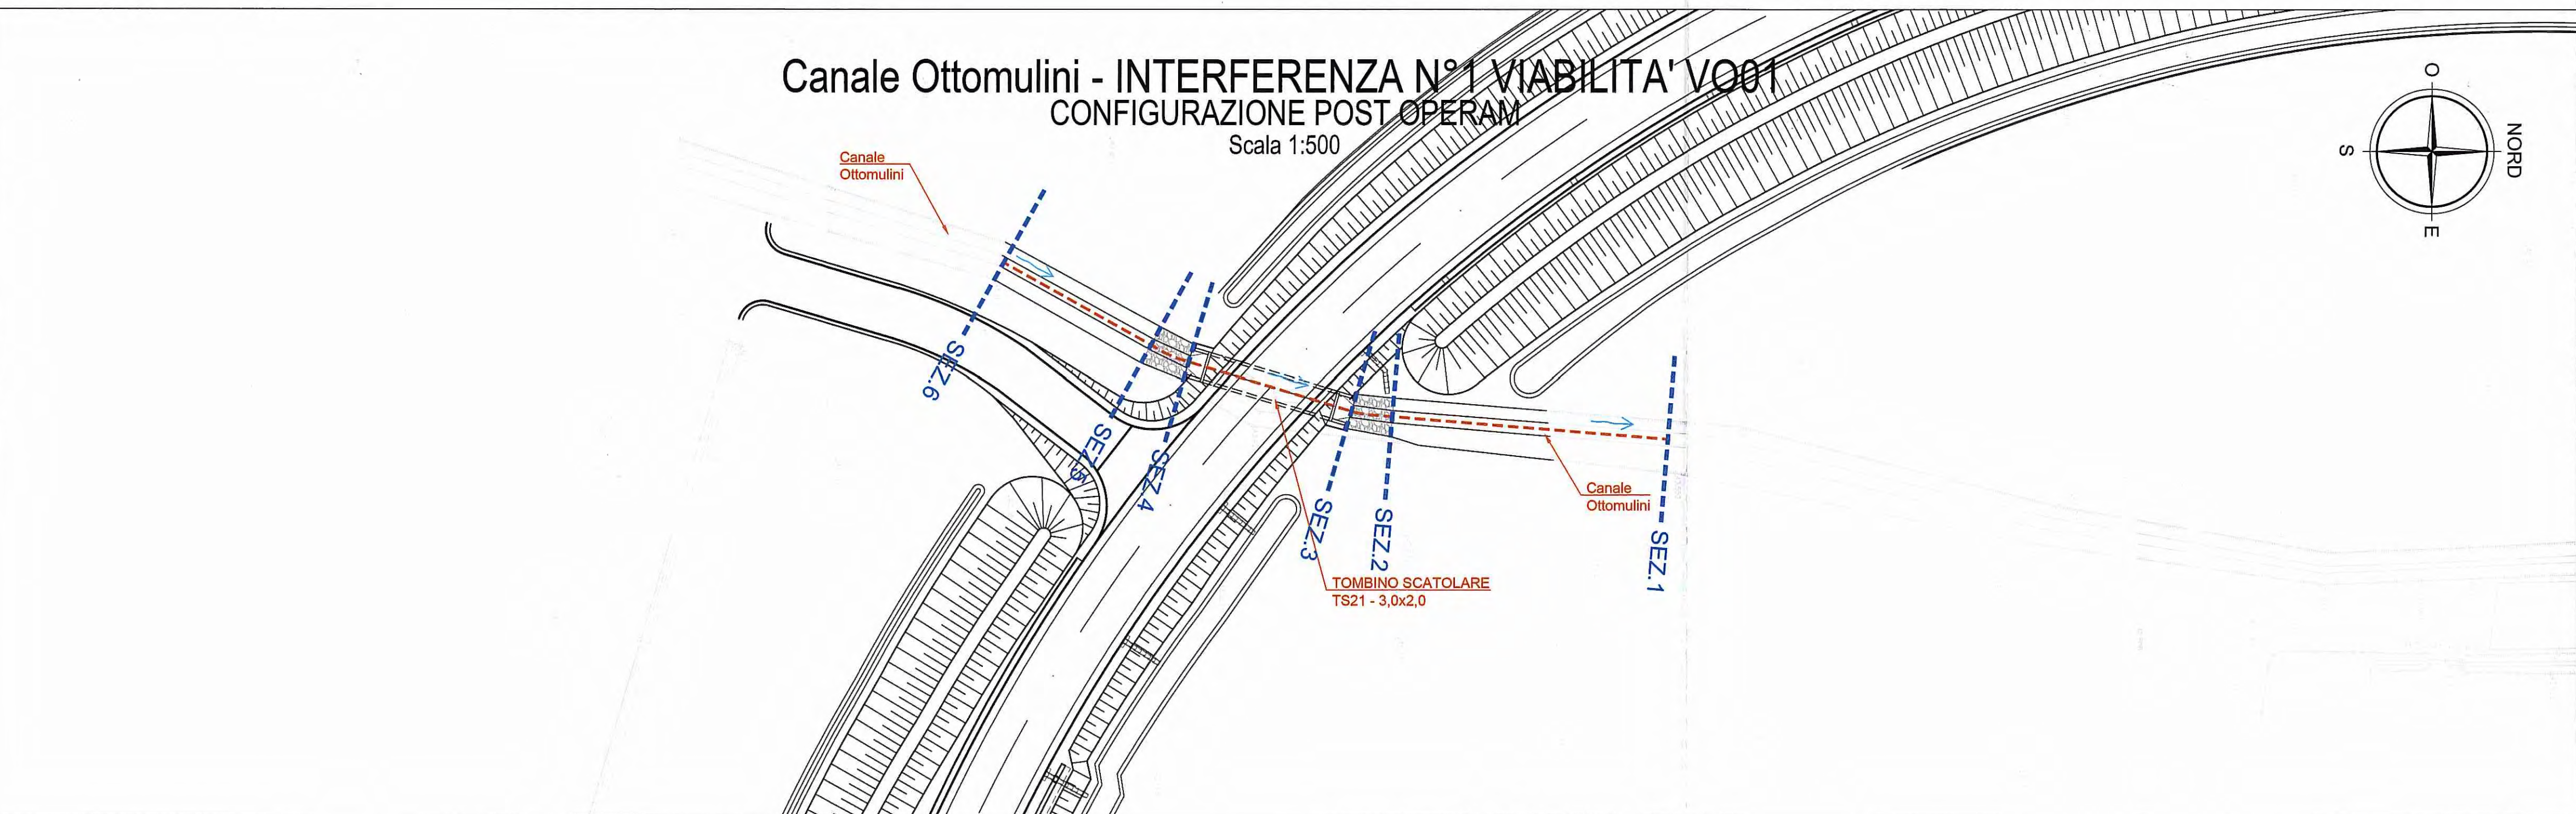 Canale Ottomulini - INTERFERENZA N°1 VIABILITA' VO01
CONFIGURAZIONE POST OPERAM
Scala 1:500
O
NORD
S
E
Canale
Ottomulini
SEZ.6
SEZ.5
SEZ.4
SEZ.3
SEZ.2
SEZ.1
Canale
Ottomulini
TOMBINO SCATOLARE
TS21 - 3,0x2,0